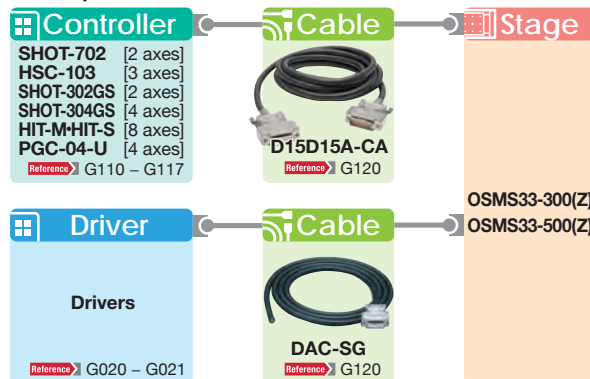 Controller
SHOT-702 [2 axes]
HSC-103 [3 axes]
SHOT-302GS [2 axes]
SHOT-304GS [4 axes]
HIT-M•HIT-S [8 axes]
PGC-04-U [4 axes]
Reference G110 – G117
Cable
D15D15A-CA
Reference G120
Stage
OSMS33-300(Z)
OSMS33-500(Z)
Driver
Drivers
Reference G020 – G021
Cable
DAC-SG
Reference G120